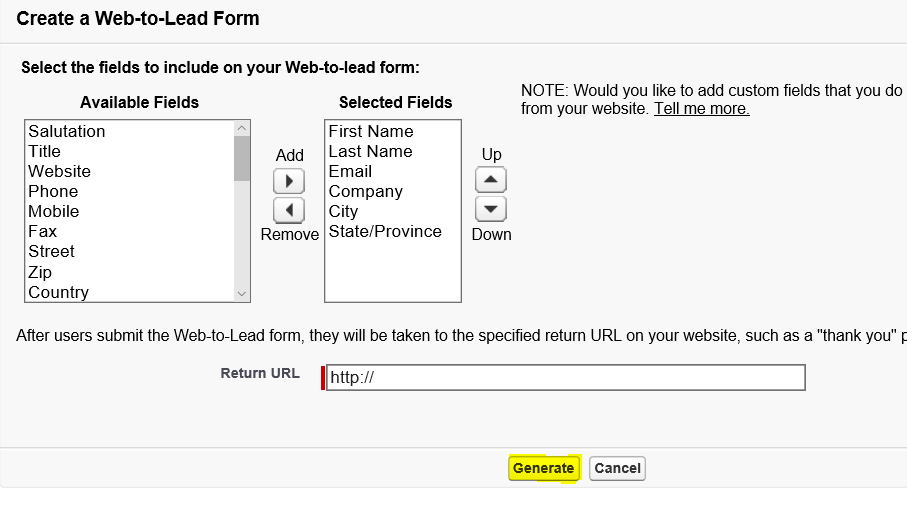 Create a Web-to-Lead Form
Select the fields to include on your Web-to-lead form:
Available Fields
Salutation
Title
Website
Phone
Mobile
Fax
Street
Zip
Country
Add
Remove
Selected Fields
First Name
Last Name
Email
Company
City
State/Province
Up
Down
NOTE: Would you like to add custom fields that you do
from your website. Tell me more.
After users submit the Web-to-Lead form, they will be taken to the specified return URL on your website, such as a "thank you" p
Return URL
http://
Generate
Cancel